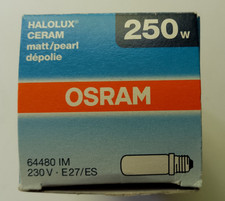 HALOLUX® 250 W
CERAM
matt/pearl
dépolie
OSRAM
64480 IM
230 V · E27/ES